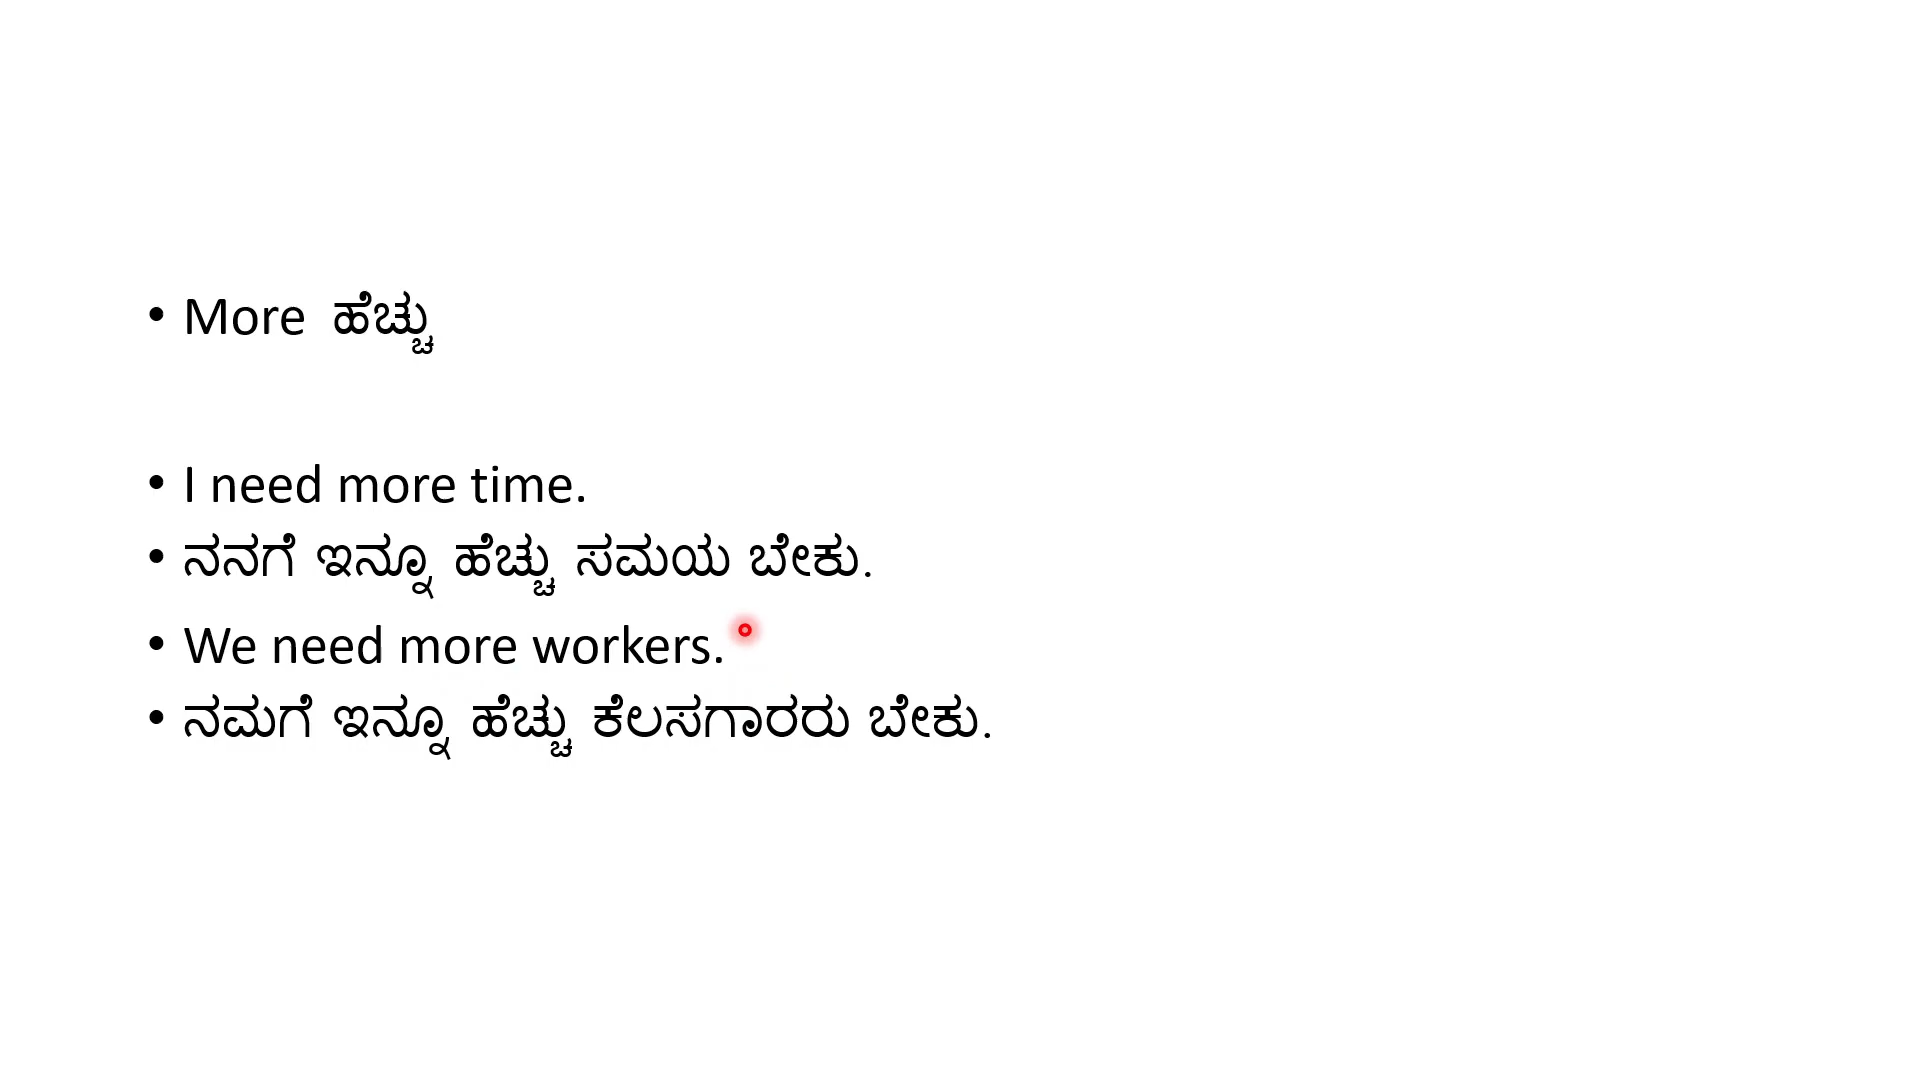 • More ಹೆಚ್ಚು
• I need more time.
• ನನಗೆ ಇನ್ನೂ ಹೆಚ್ಚು ಸಮಯ ಬೇಕು.
• We need more workers.
• ನಮಗೆ ಇನ್ನೂ ಹೆಚ್ಚು ಕೆಲಸಗಾರರು ಬೇಕು.